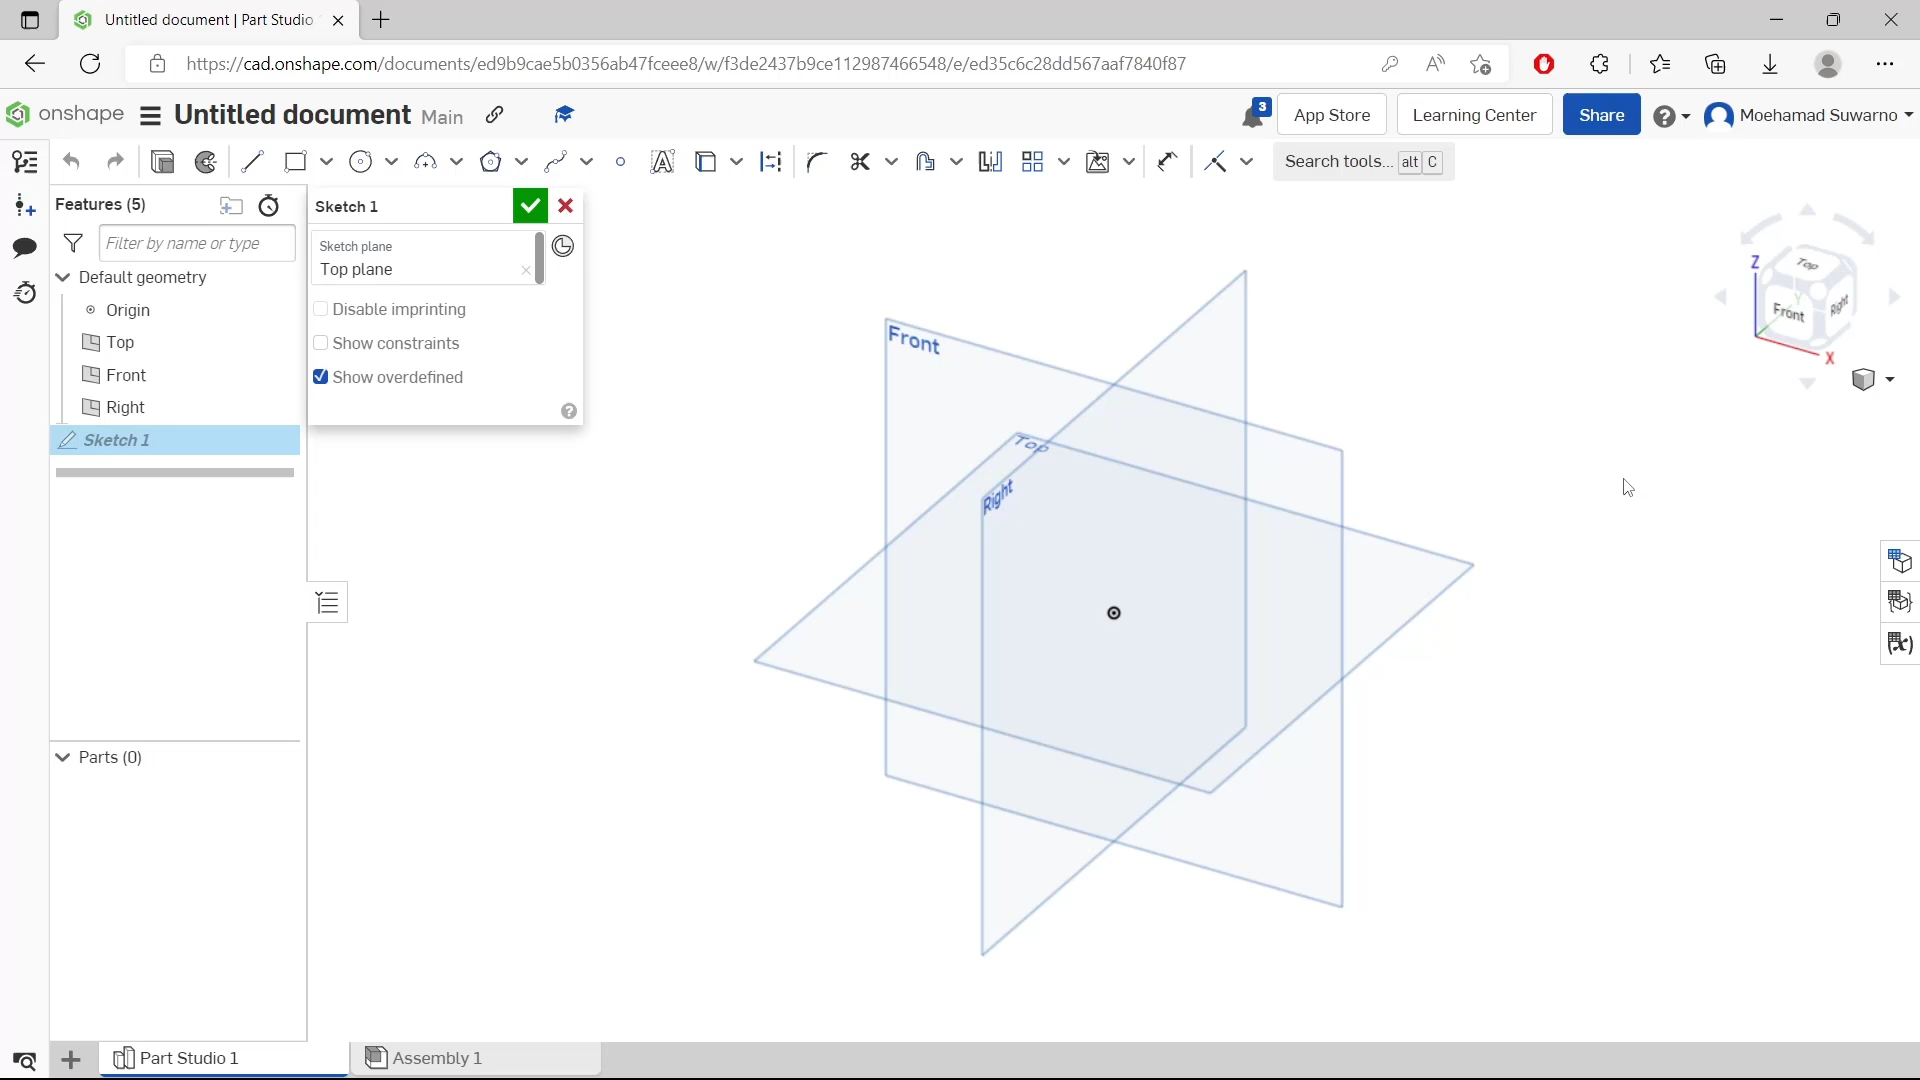 Untitled document | Part Studio
https://cad.onshape.com/documents/ed9b9cae5b0356ab47fceee8/w/f3de2437b9ce112987466548/e/ed35c6c28dd567aaf7840f87
onshape Untitled document Main
3
App Store
Learning Center
Share
Moehamad Suwarno
Search tools... alt C
Features (5)
Filter by name or type
Default geometry
Origin
Top
Front
Right
Sketch 1
Parts (0)
Sketch 1
Sketch plane
Top plane
Disable imprinting
Show constraints
Show overdefined
Front
Top
Right
Z
Top
Y
Front
Right
X
Part Studio 1
Assembly 1